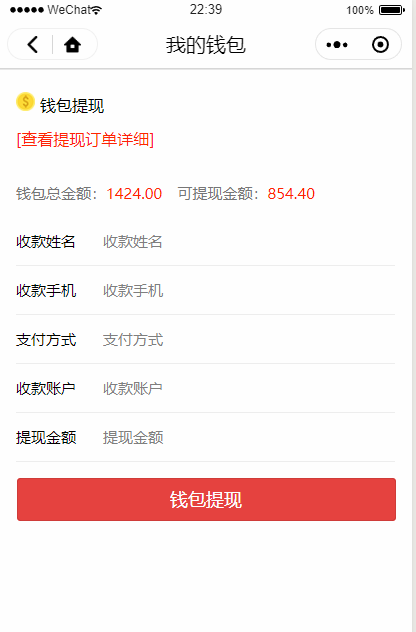 ●●●●● WeChat 22:39 100%
我的钱包
钱包提现
[查看提现订单详细]
钱包总金额：1424.00 可提现金额：854.40
收款姓名 收款姓名
收款手机 收款手机
支付方式 支付方式
收款账户 收款账户
提现金额 提现金额
钱包提现